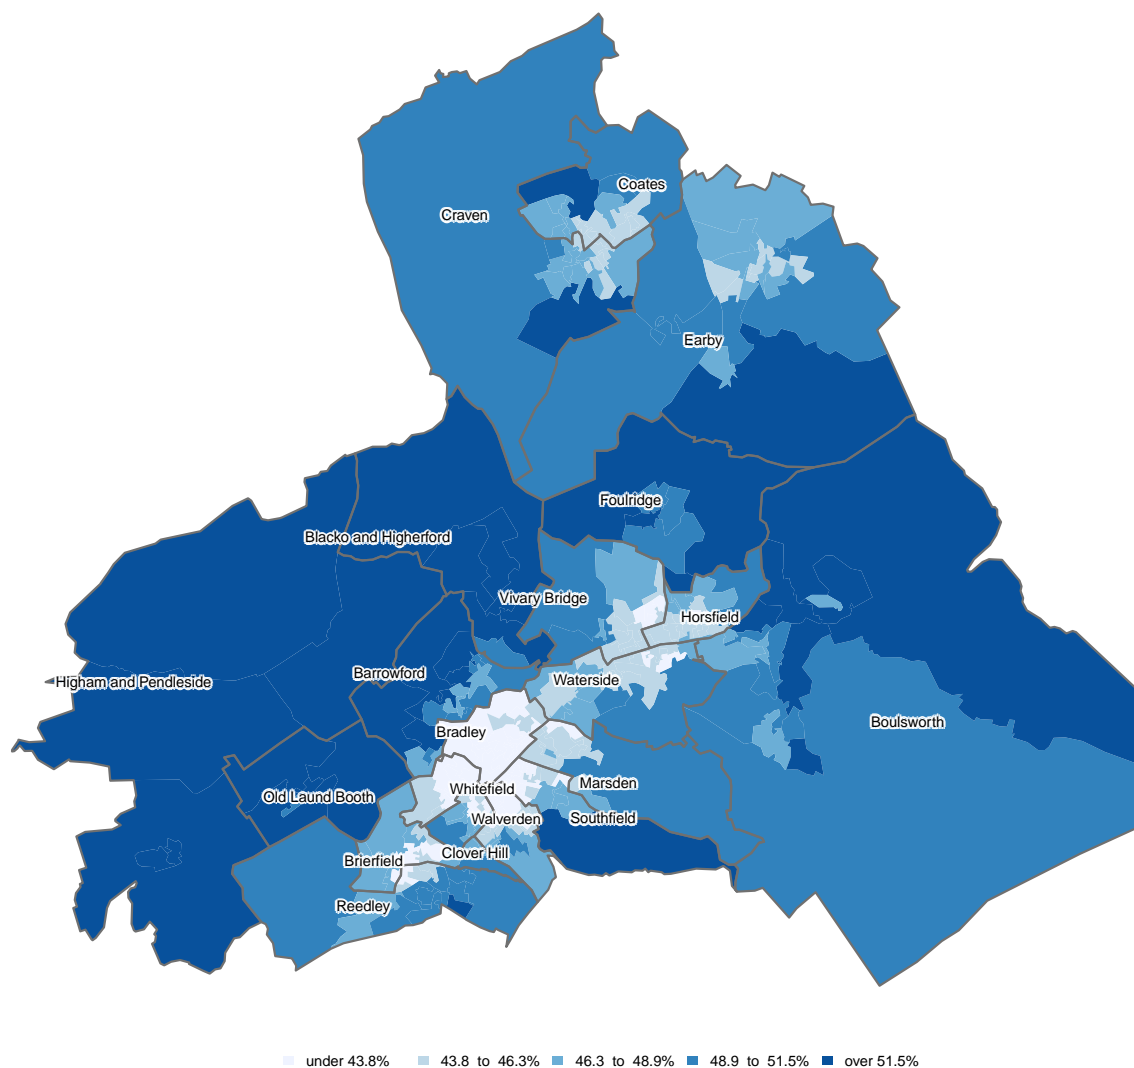 Coates
Craven
Earby
Foulridge
Blacko and Higherford
Vivary Bridge
Horsfield
Barrowford
Waterside
Higham and Pendleside
Boulsworth
Bradley
Marsden
Whitefield
Old Laund Booth
Southfield
Walverden
Clover Hill
Brierfield
Reedley
under 43.8% 43.8 to 46.3% 46.3 to 48.9% 48.9 to 51.5% over 51.5%